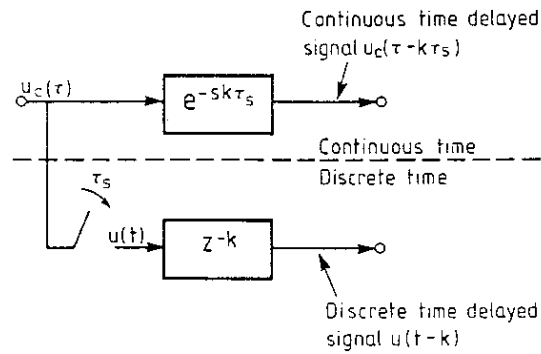 Continuous time delayed
signal u_c(τ-kτ_s)
u_c(τ)
e^{-skτ_s}
Continuous time
Discrete time
τ_s
u(t)
z^{-k}
Discrete time delayed
signal u(t-k)